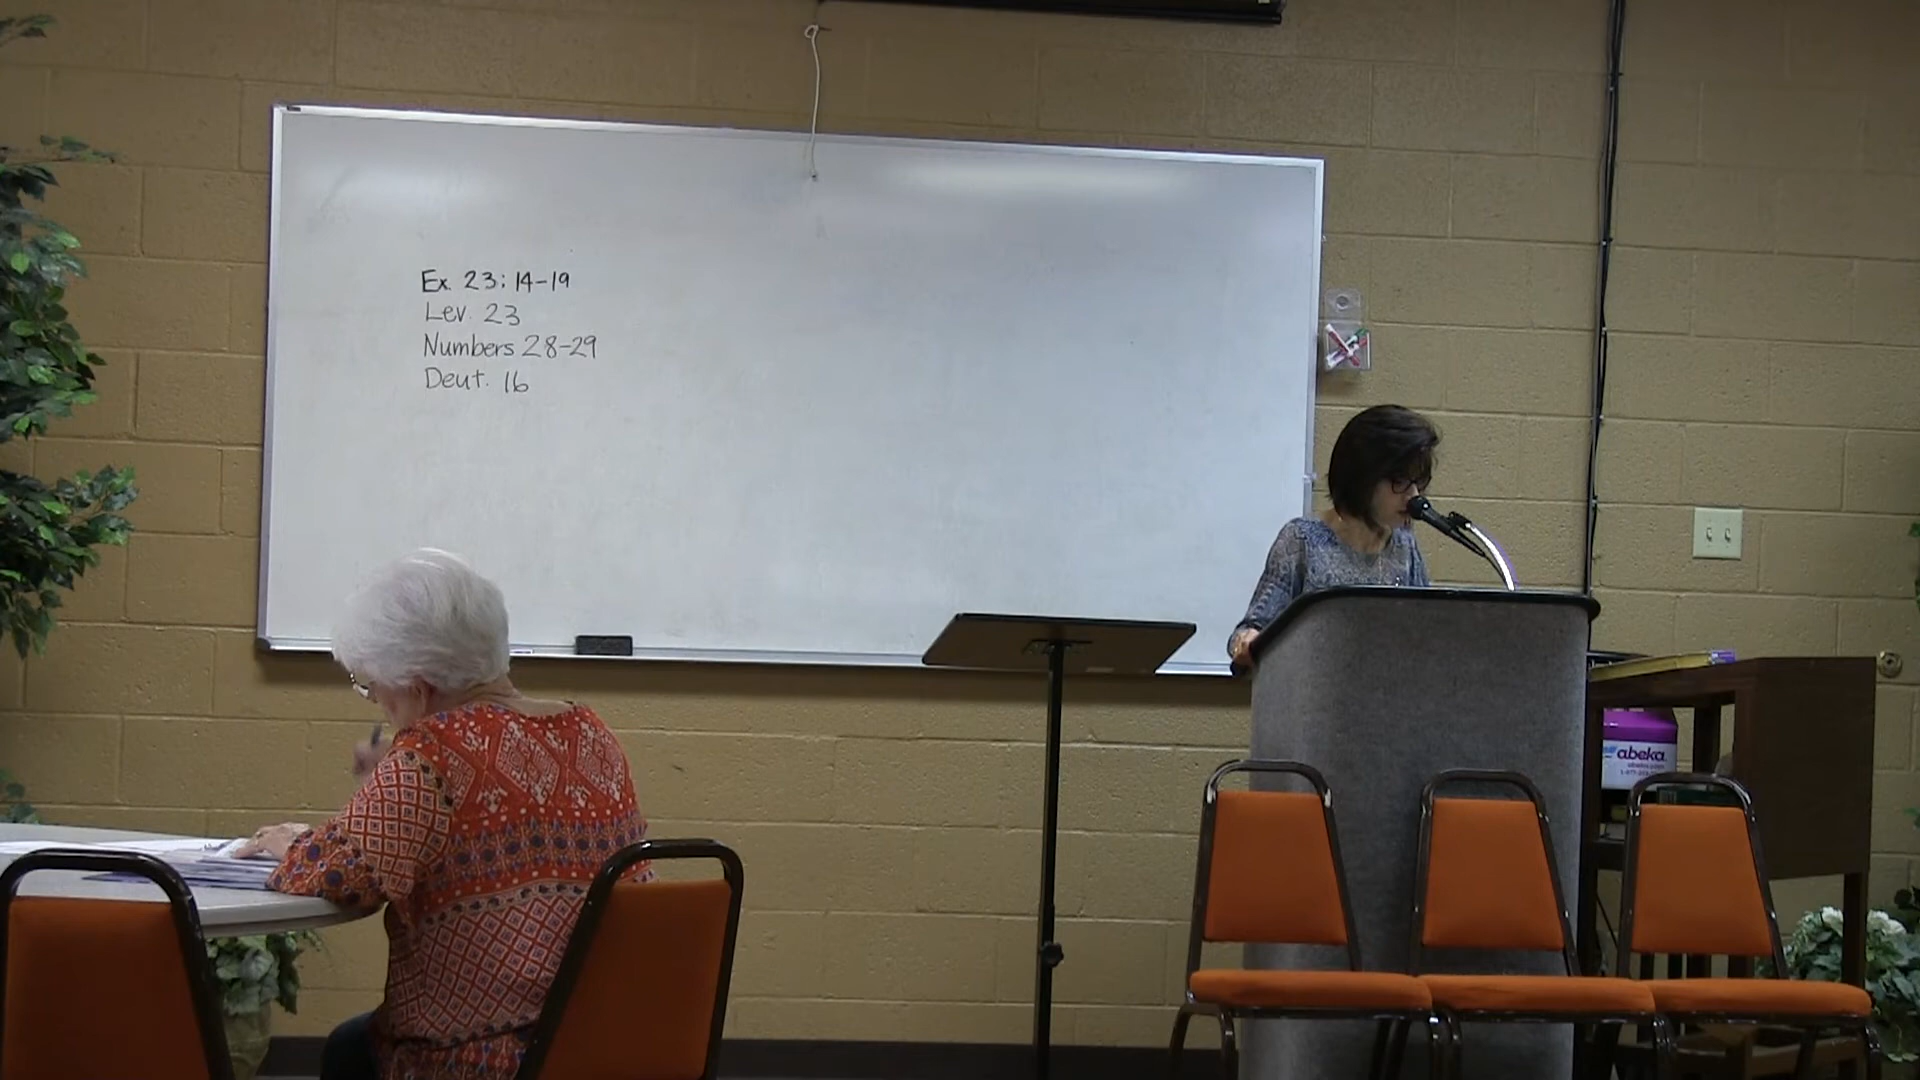 Ex. 23:14-19
Lev. 23
Numbers 28-29
Deut. 16
abeka